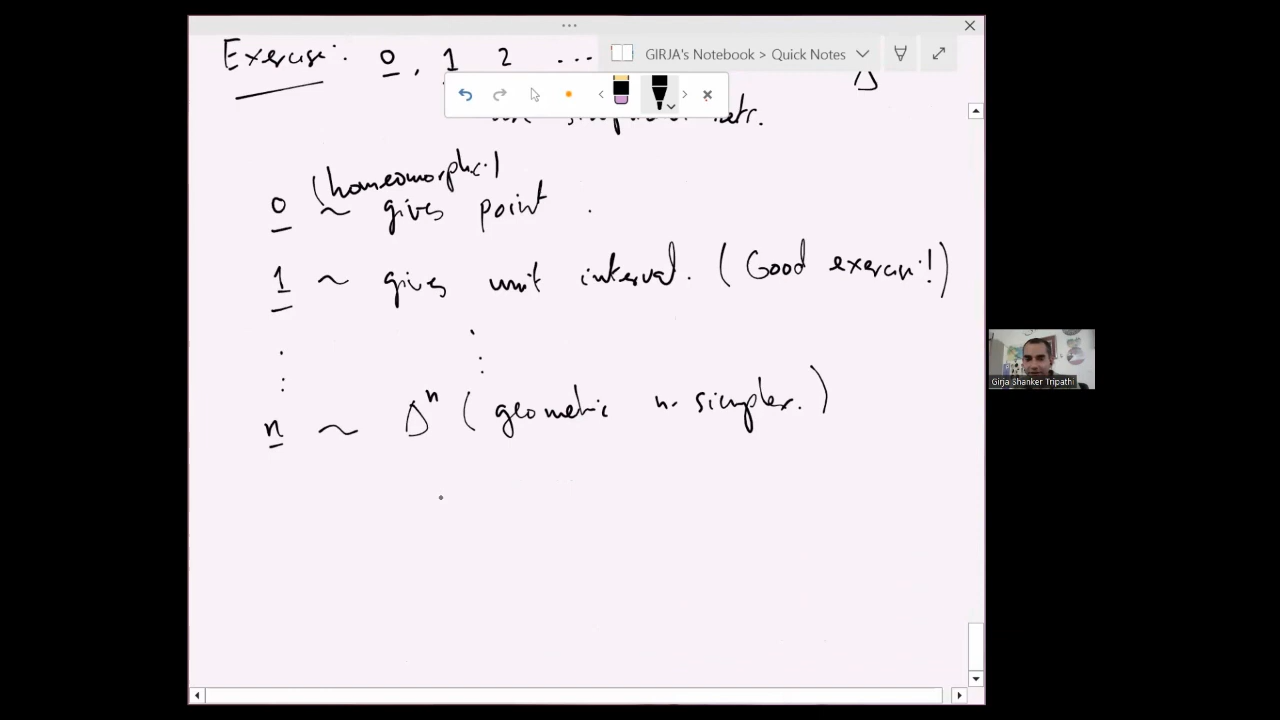 GIRJA's Notebook > Quick Notes
Exercise: 0, 1 2 ... Δ
0 (homeomorphic) ~ gives point.
1 ~ gives unit interval. (Good exercise!)
n ~ Δⁿ (geometric n-simplex.)
Girja Shanker Tripathi